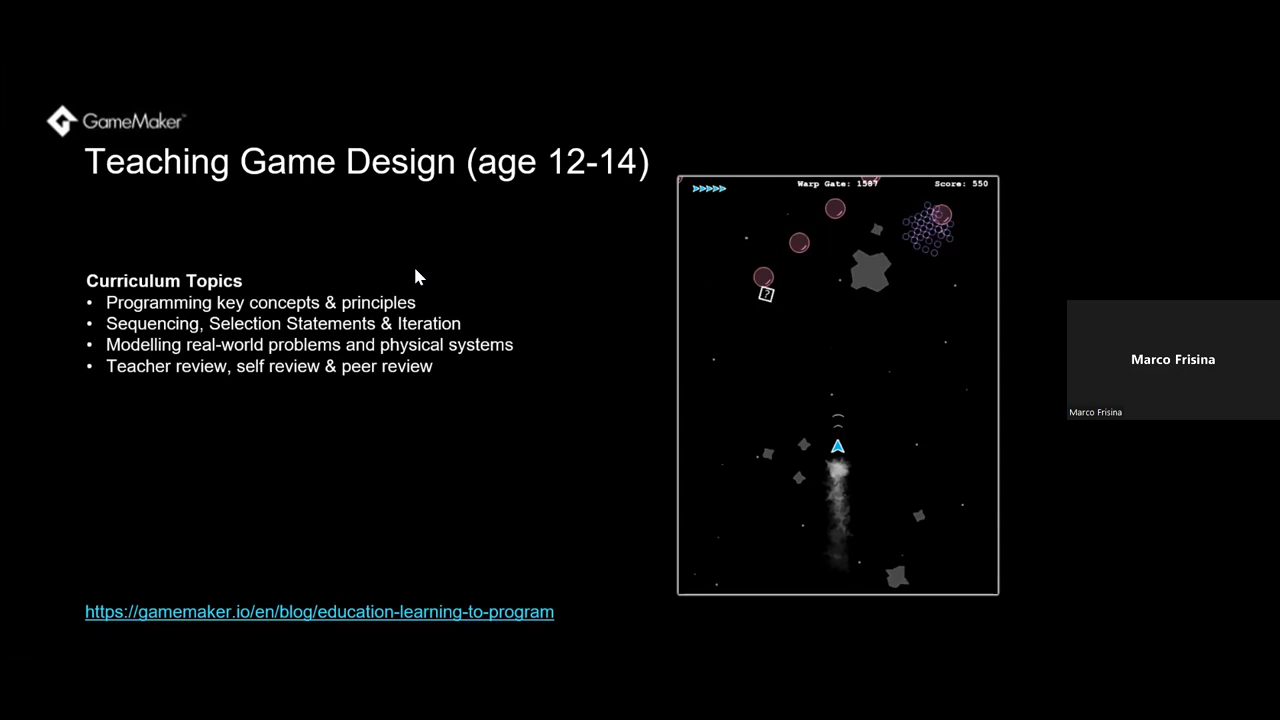 GameMaker™
Teaching Game Design (age 12-14)
Warp Gate: 1587
Score: 550
?
Curriculum Topics
• Programming key concepts & principles
• Sequencing, Selection Statements & Iteration
• Modelling real-world problems and physical systems
• Teacher review, self review & peer review
Marco Frisina
Marco Frisina
https://gamemaker.io/en/blog/education-learning-to-program